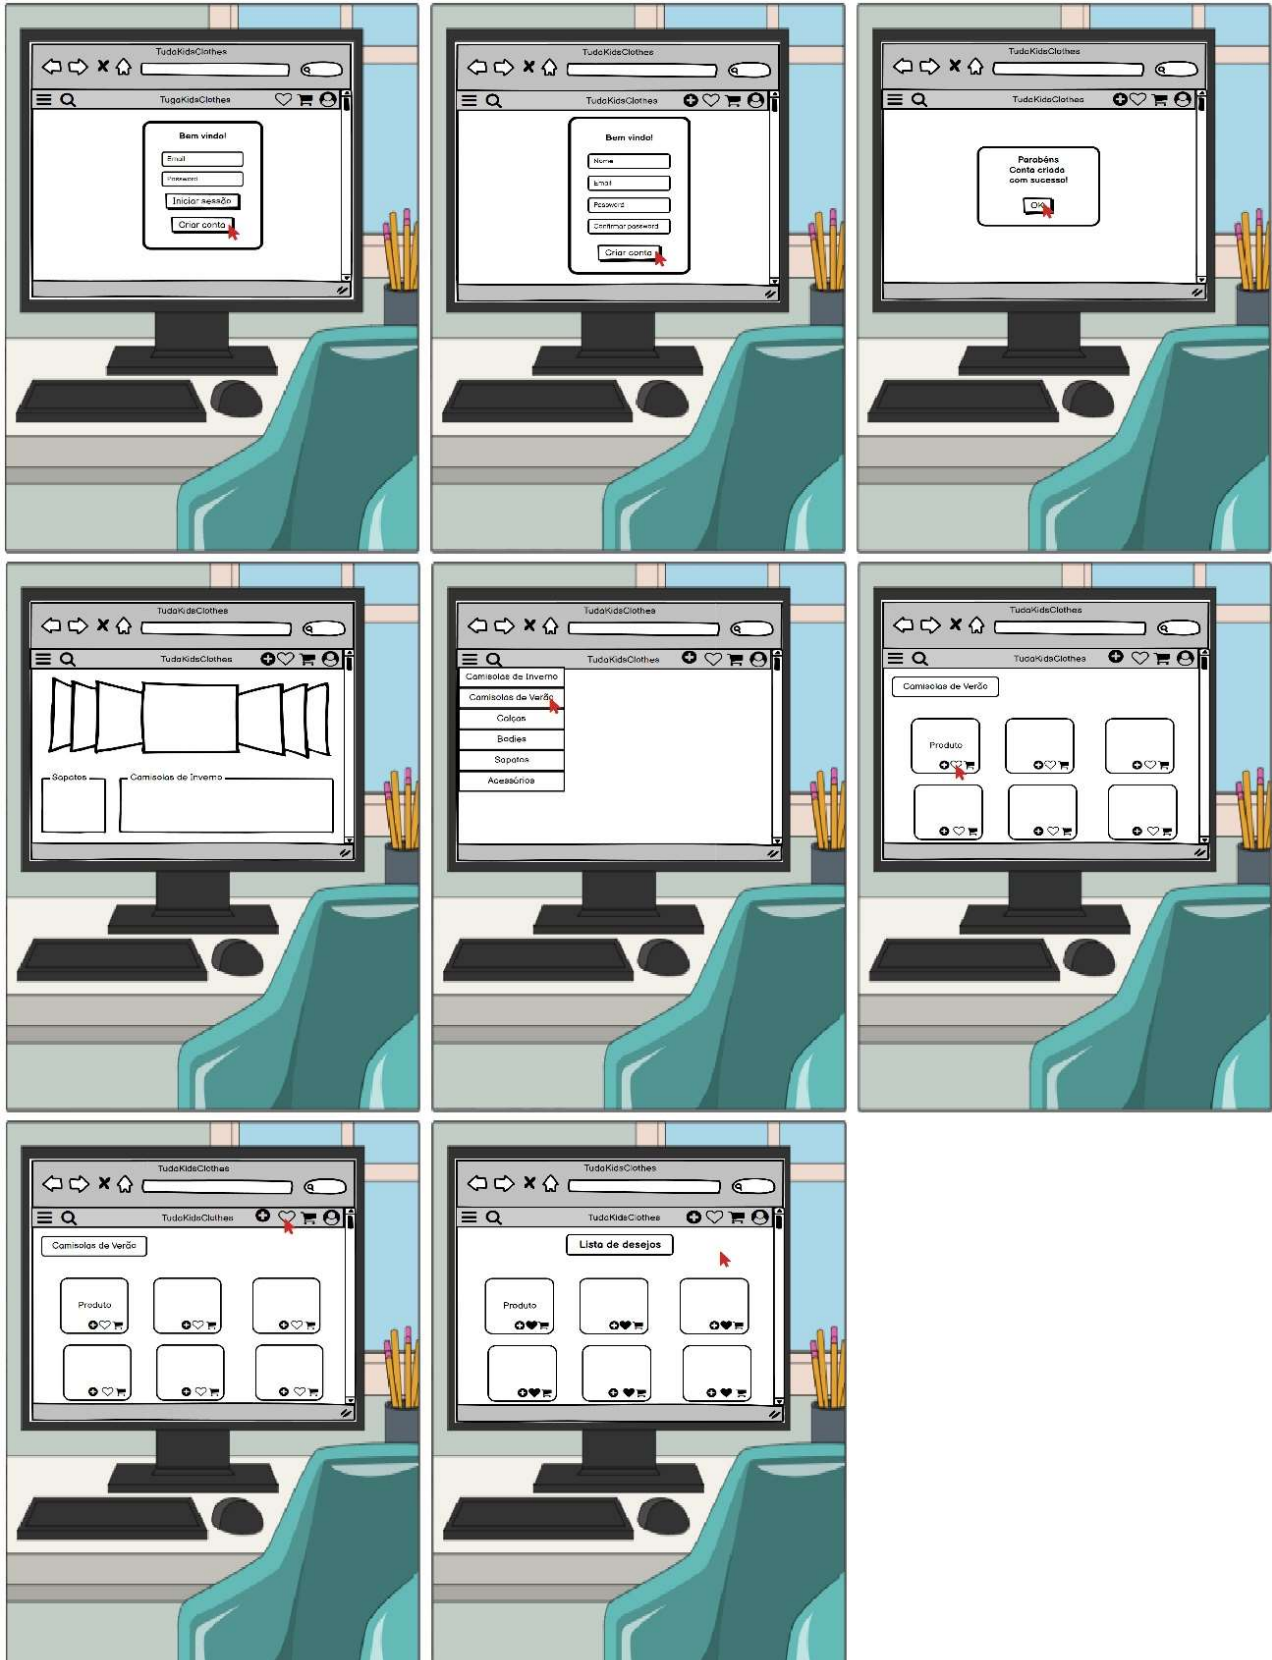 TudoKidsClothes
TugaKidsClothes
Bem vindo!
Email
Password
Iniciar sessão
Criar conta
TudoKidsClothes
TudoKidsClothes
Bem vindo!
Nome
Email
Password
Confirmar password
Criar conta
TudoKidsClothes
TudoKidsClothes
Parabéns
Conta criada
com sucesso!
OK
TudoKidsClothes
TudoKidsClothes
Sapatos
Camisolas de Inverno
TudoKidsClothes
TudoKidsClothes
Camisolas de Inverno
Camisolas de Verão
Calças
Bodies
Sapatos
Acessórios
TudoKidsClothes
TudoKidsClothes
Camisolas de Verão
Produto
TudoKidsClothes
TudoKidsClothes
Camisolas de Verão
Produto
TudoKidsClothes
TudoKidsClothes
Lista de desejos
Produto